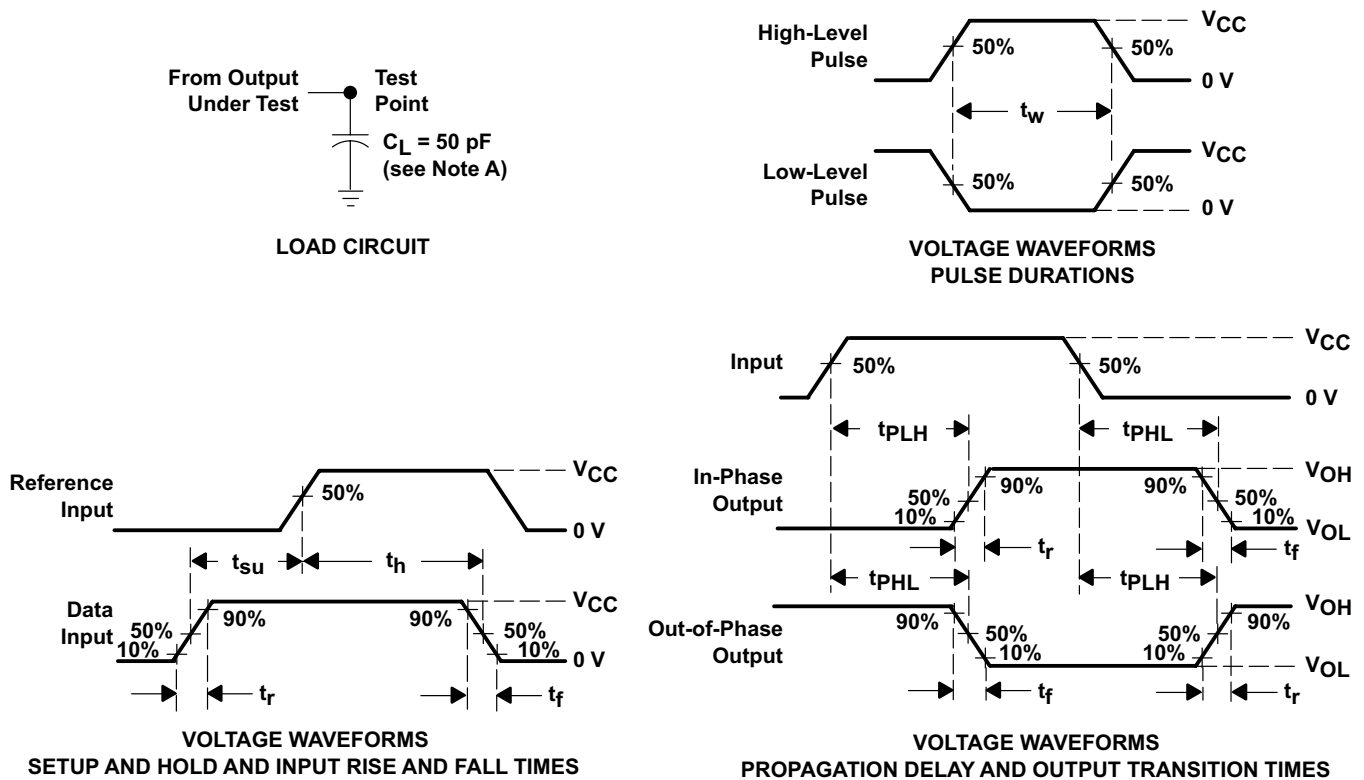 From Output
Under Test
Test
Point
CL = 50 pF
(see Note A)
LOAD CIRCUIT
High-Level
Pulse
50%
50%
VCC
0 V
tw
Low-Level
Pulse
50%
50%
VCC
0 V
VOLTAGE WAVEFORMS
PULSE DURATIONS
Reference
Input
50%
VCC
0 V
tsu
th
Data
Input
50%
10%
90%
90%
50%
10%
VCC
0 V
tr
tf
VOLTAGE WAVEFORMS
SETUP AND HOLD AND INPUT RISE AND FALL TIMES
Input
50%
50%
VCC
0 V
tPLH
tPHL
In-Phase
Output
50%
10%
90%
90%
50%
10%
VOH
VOL
tr
tf
tPHL
tPLH
Out-of-Phase
Output
90%
50%
10%
50%
10%
90%
VOH
VOL
tf
tr
VOLTAGE WAVEFORMS
PROPAGATION DELAY AND OUTPUT TRANSITION TIMES